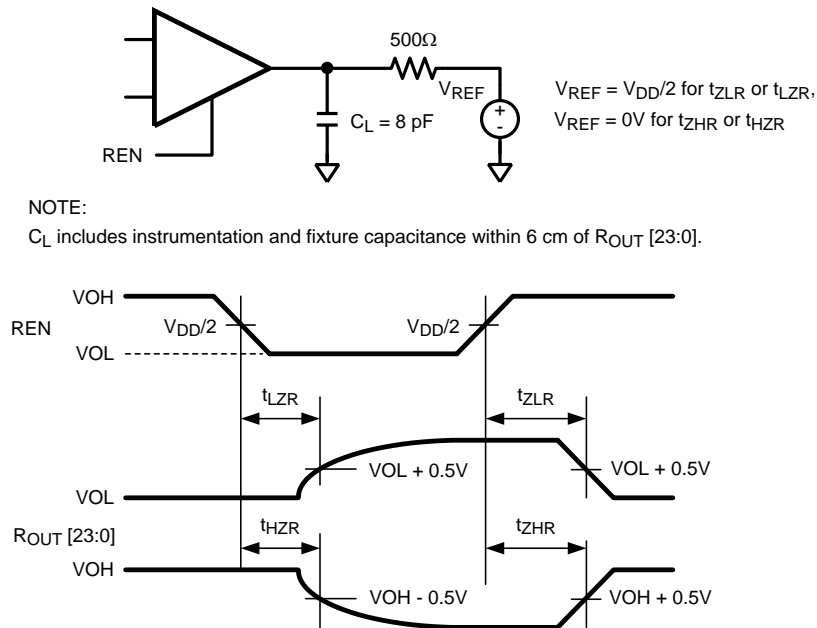 500Ω
VREF
+
-
CL = 8 pF
REN
VREF = VDD/2 for tZLR or tLZR,
VREF = 0V for tZHR or tHZR
NOTE:
CL includes instrumentation and fixture capacitance within 6 cm of ROUT [23:0].
VOH
REN
VDD/2
VDD/2
VOL
tLZR
tZLR
VOL + 0.5V
VOL + 0.5V
VOL
ROUT [23:0]
tHZR
tZHR
VOH
VOH - 0.5V
VOH + 0.5V